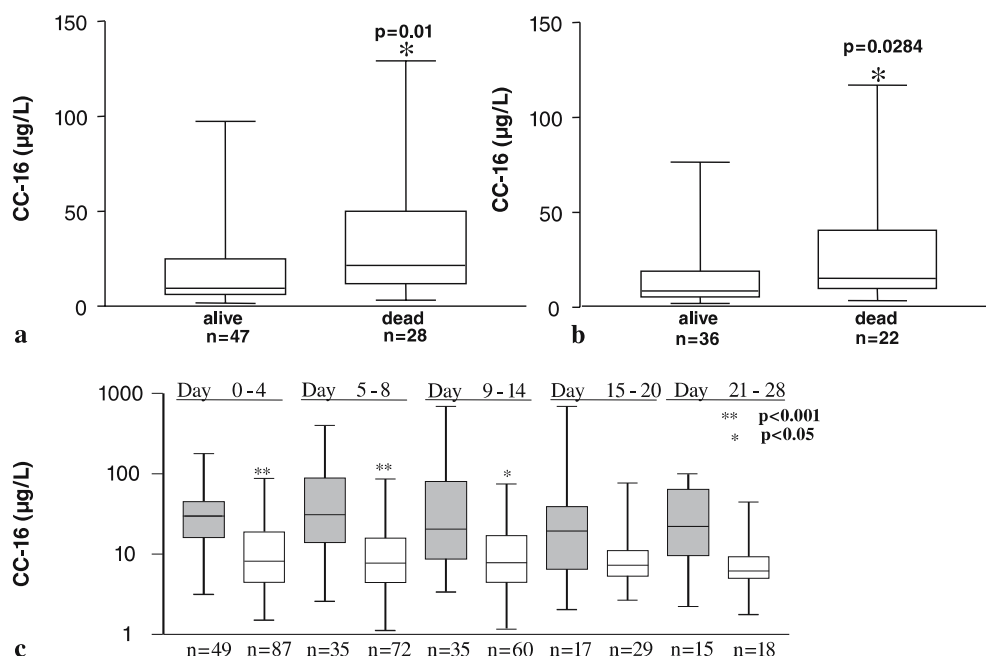 150
100
50
0
CC-16 (µg/L)
p=0.01
*
alive
n=47
dead
n=28
a
150
100
50
0
CC-16 (µg/L)
p=0.0284
*
alive
n=36
dead
n=22
b
1000
100
10
1
CC-16 (µg/L)
Day 0-4
Day 5-8
Day 9-14
Day 15-20
Day 21-28
** p<0.001
* p<0.05
**
**
*
c
n=49 n=87 n=35 n=72 n=35 n=60 n=17 n=29 n=15 n=18